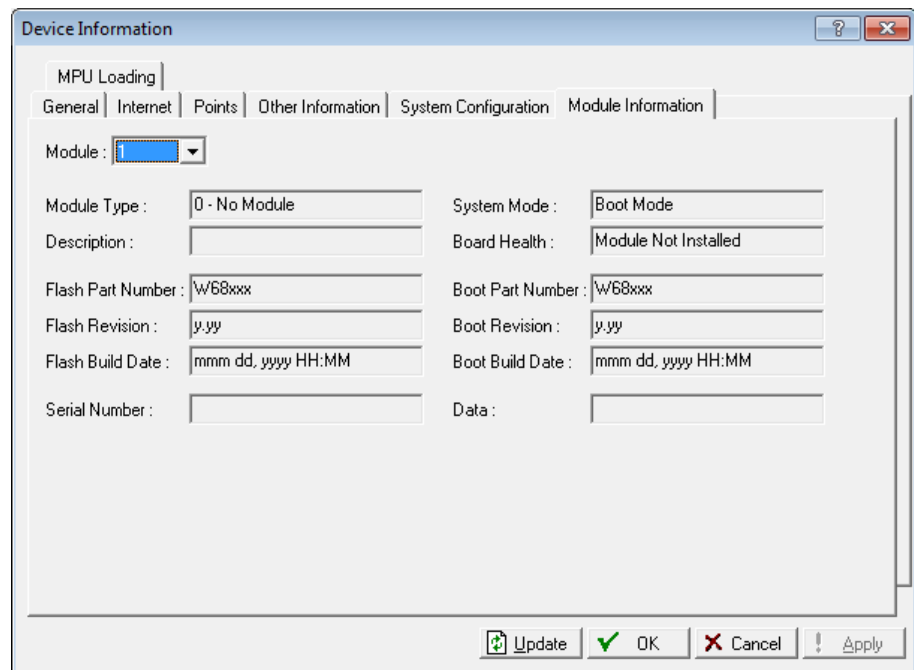 Device Information
MPU Loading
General Internet Points Other Information System Configuration Module Information
Module : 1
Module Type : 0 - No Module System Mode : Boot Mode
Description : Board Health : Module Not Installed
Flash Part Number : W68xxx Boot Part Number : W68xxx
Flash Revision : y.yy Boot Revision : y.yy
Flash Build Date : mmm dd, yyyy HH:MM Boot Build Date : mmm dd, yyyy HH:MM
Serial Number : Data :
Update OK Cancel ! Apply